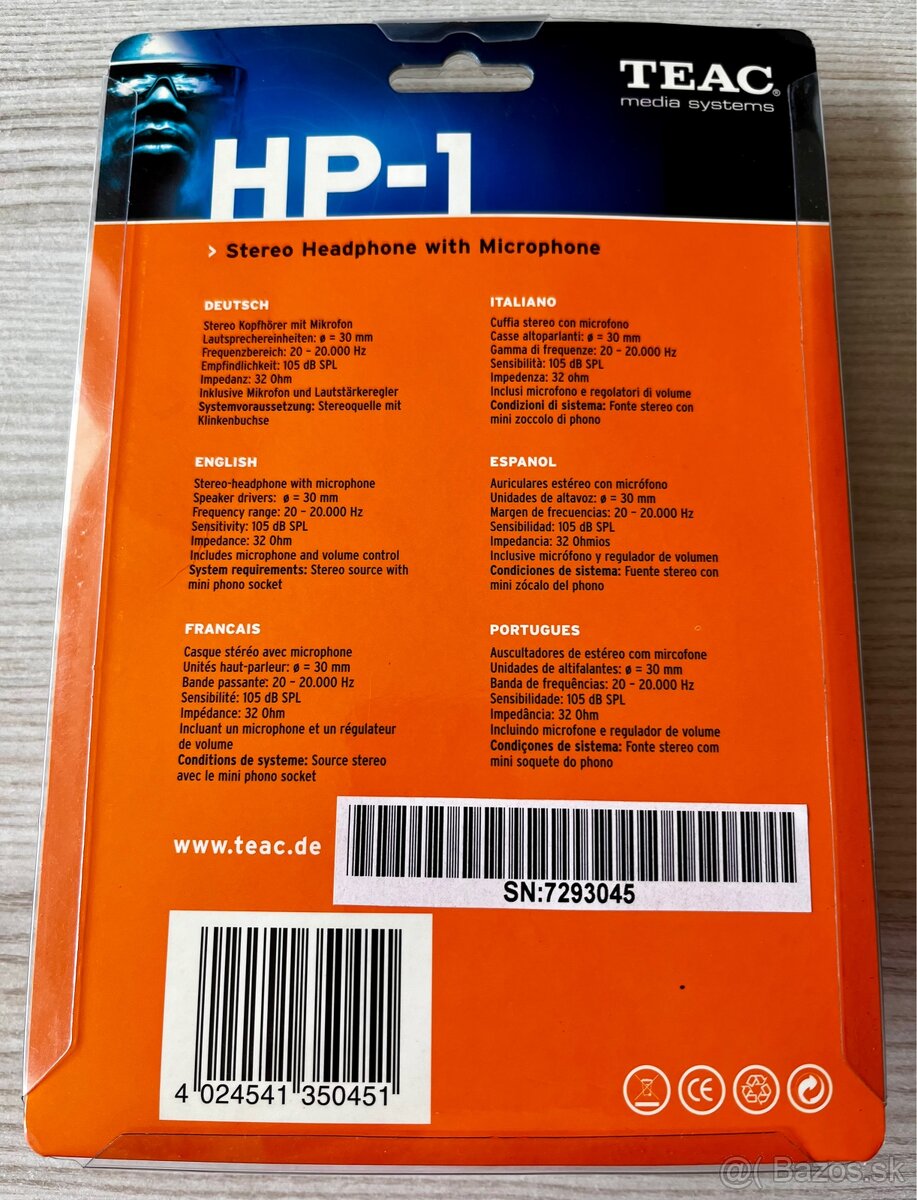 TEAC®
media systems
HP-1
› Stereo Headphone with Microphone
DEUTSCH
Stereo Kopfhörer mit Mikrofon
Lautsprechereinheiten: ø = 30 mm
Frequenzbereich: 20 – 20.000 Hz
Empfindlichkeit: 105 dB SPL
Impedanz: 32 Ohm
Inklusive Mikrofon und Lautstärkeregler
Systemvoraussetzung: Stereoquelle mit
Klinkenbuchse
ENGLISH
Stereo-headphone with microphone
Speaker drivers: ø = 30 mm
Frequency range: 20 – 20.000 Hz
Sensitivity: 105 dB SPL
Impedance: 32 Ohm
Includes microphone and volume control
System requirements: Stereo source with
mini phono socket
FRANCAIS
Casque stéréo avec microphone
Unités haut-parleur: ø = 30 mm
Bande passante: 20 – 20.000 Hz
Sensibilité: 105 dB SPL
Impédance: 32 Ohm
Incluant un microphone et un régulateur
de volume
Conditions de systeme: Source stereo
avec le mini phono socket
ITALIANO
Cuffia stereo con microfono
Casse altoparlanti: ø = 30 mm
Gamma di frequenze: 20 – 20.000 Hz
Sensibilità: 105 dB SPL
Impedenza: 32 ohm
Inclusi microfono e regolatori di volume
Condizioni di sistema: Fonte stereo con
mini zoccolo di phono
ESPANOL
Auriculares estéreo con micrófono
Unidades de altavoz: ø = 30 mm
Margen de frecuencias: 20 – 20.000 Hz
Sensibilidad: 105 dB SPL
Impedancia: 32 Ohmios
Inclusive micrófono y regulador de volumen
Condiciones de sistema: Fuente stereo con
mini zócalo del phono
PORTUGUES
Auscultadores de estéreo com mircofone
Unidades de altifalantes: ø = 30 mm
Banda de frequências: 20 – 20.000 Hz
Sensibilidade: 105 dB SPL
Impedância: 32 Ohm
Incluindo microfone e regulador de volume
Condiçones de sistema: Fonte stereo com
mini soquete do phono
www.teac.de
SN:7293045
4 024541 350451
CE
@( Bazos.sk